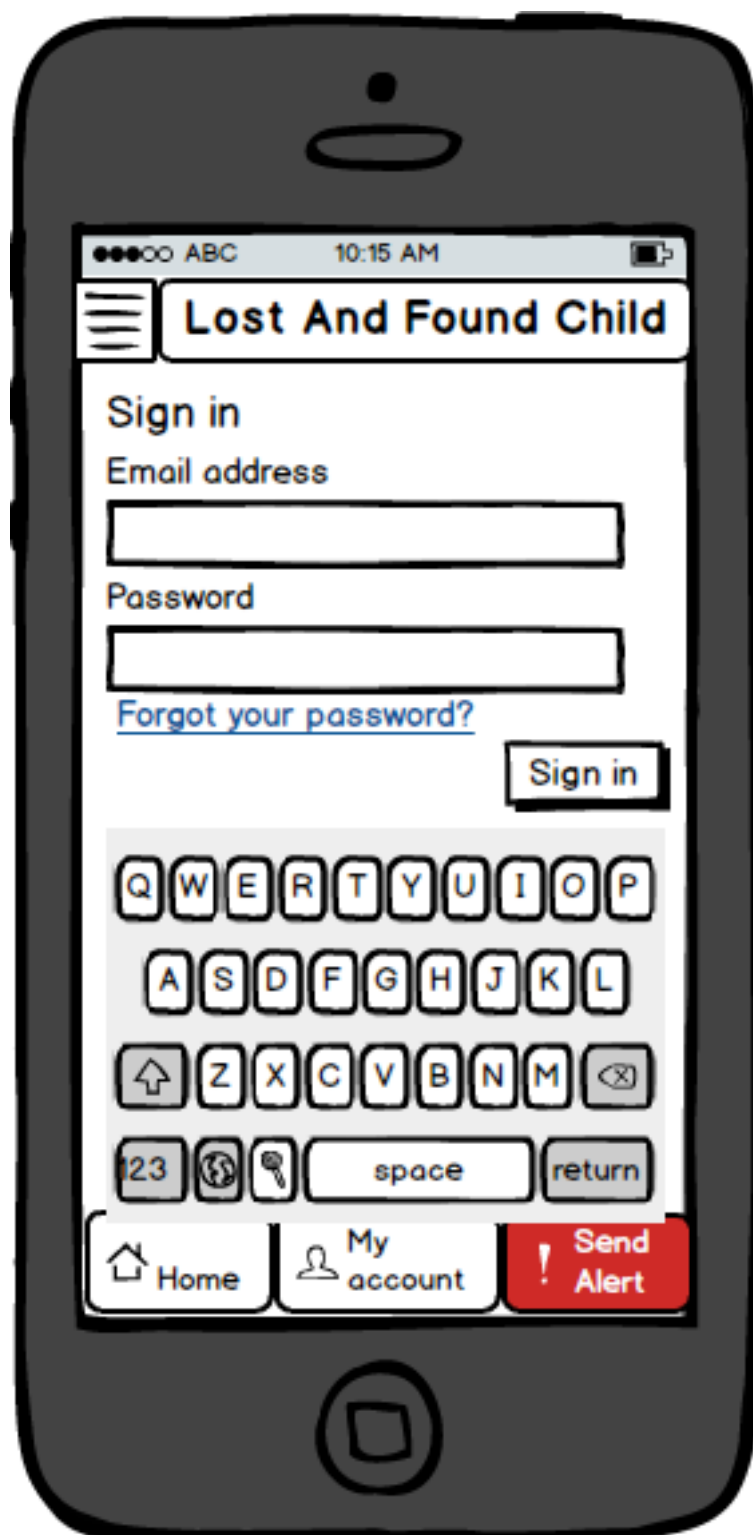 ABC 10:15 AM
Lost And Found Child
Sign in
Email address
Password
Forgot your password?
Sign in
Q W E R T Y U I O P
A S D F G H J K L
Z X C V B N M
123 space return
Home My account Send Alert